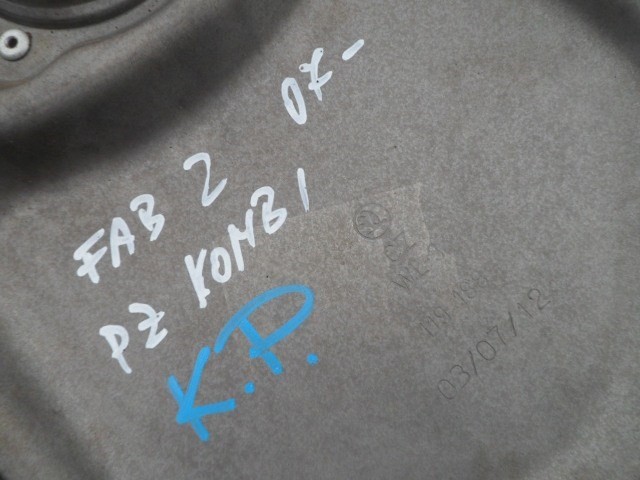 FAB 2 07-
PZ KOMBI
K.P.
03/07/12